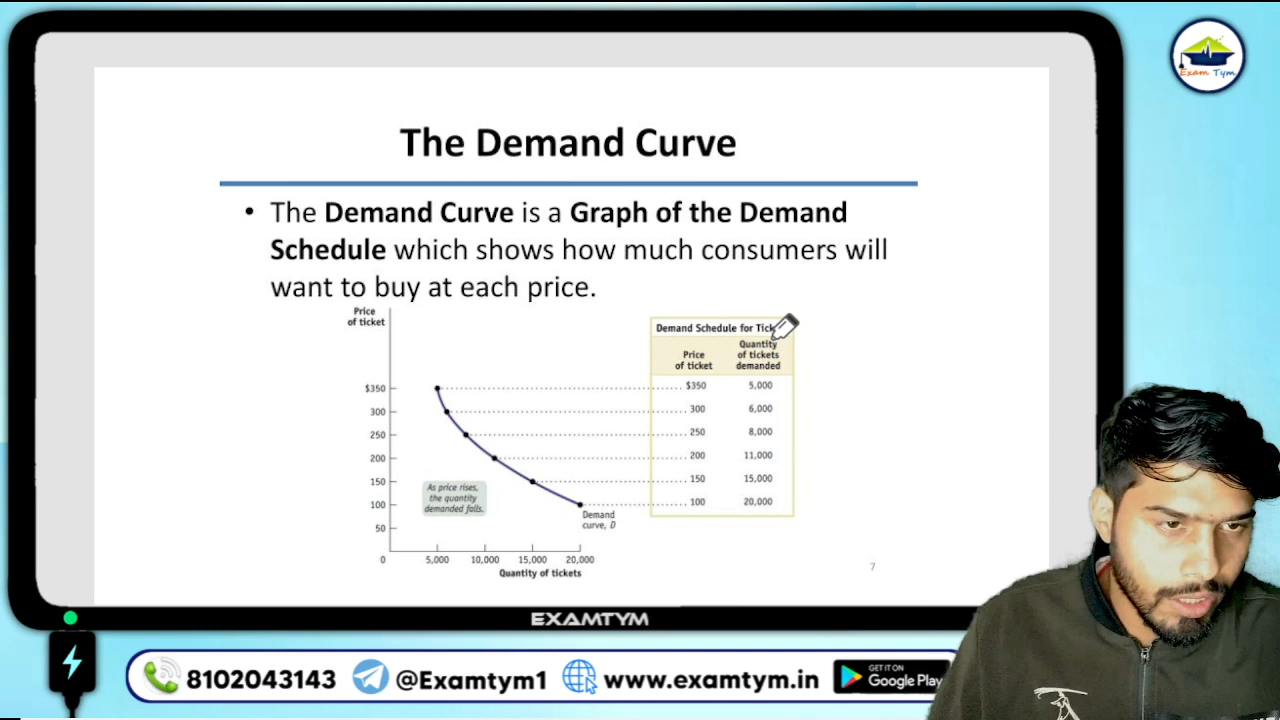 Exam Tym
The Demand Curve
• The Demand Curve is a Graph of the Demand
Schedule which shows how much consumers will
want to buy at each price.
Price
of ticket
$350
300
250
200
150
100
50
0
5,000 10,000 15,000 20,000
Quantity of tickets
As price rises,
the quantity
demanded falls.
Demand
curve, D
Demand Schedule for
Price
of ticket
Quantity
of tickets
demanded
$350 5,000
300 6,000
250 8,000
200 11,000
150 15,000
100 20,000
7
EXAMTYM
8102043143 @Examtym1 www.examtym.in
GET IT ON
Google Play